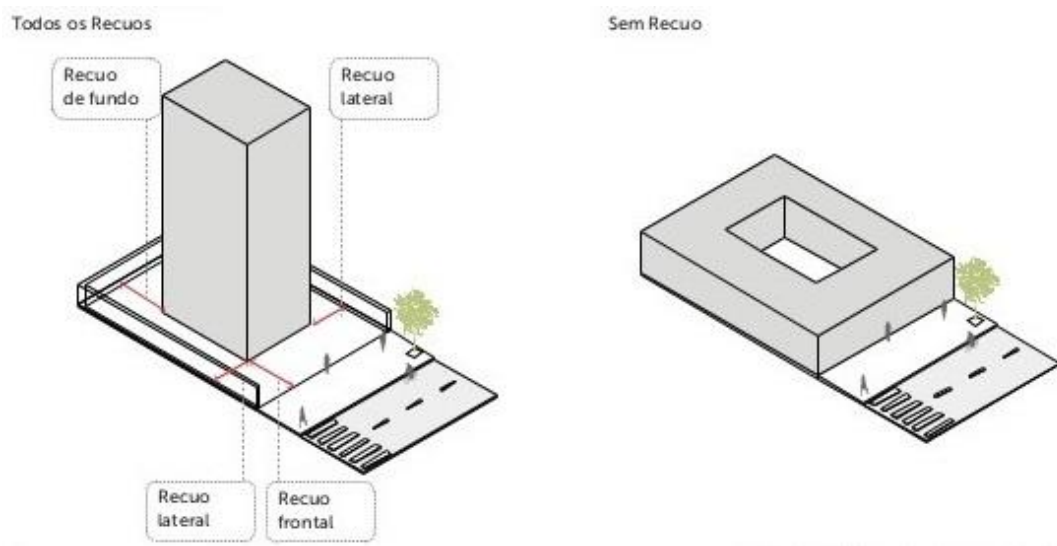 Todos os Recuos
Sem Recuo
Recuo
de fundo
Recuo
lateral
Recuo
lateral
Recuo
frontal